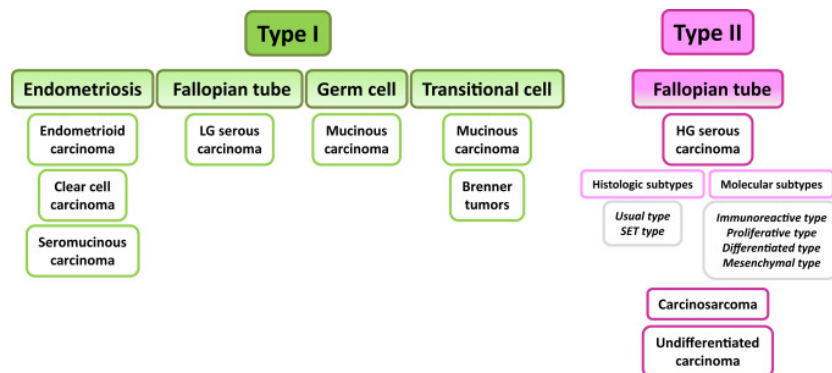 Type I
Type II
Endometriosis
Fallopian tube
Germ cell
Transitional cell
Fallopian tube
Endometrioid
carcinoma
LG serous
carcinoma
Mucinous
carcinoma
Mucinous
carcinoma
HG serous
carcinoma
Clear cell
carcinoma
Brenner
tumors
Histologic subtypes
Molecular subtypes
Seromucinous
carcinoma
Usual type
SET type
Immunoreactive type
Proliferative type
Differentiated type
Mesenchymal type
Carcinosarcoma
Undifferentiated
carcinoma